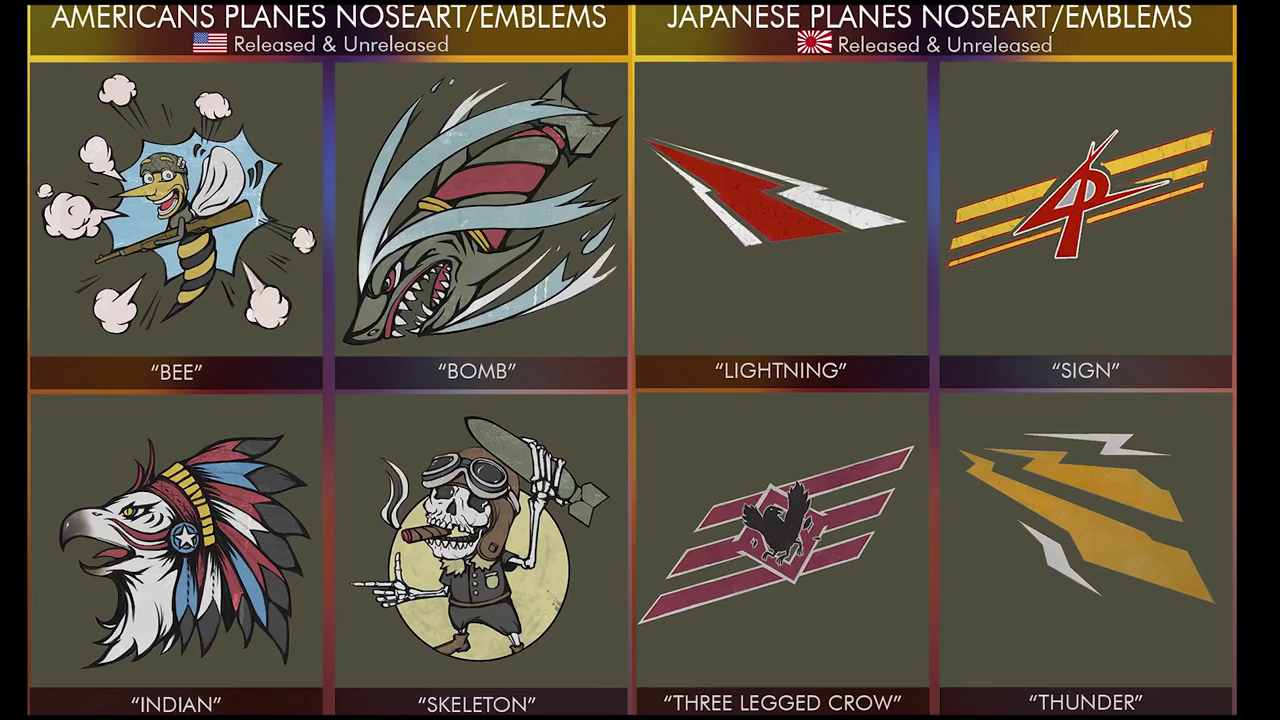 AMERICANS PLANES NOSEART/EMBLEMS
Released & Unreleased
JAPANESE PLANES NOSEART/EMBLEMS
Released & Unreleased
“BEE”
“BOMB”
“LIGHTNING”
“SIGN”
“INDIAN”
“SKELETON”
“THREE LEGGED CROW”
“THUNDER”